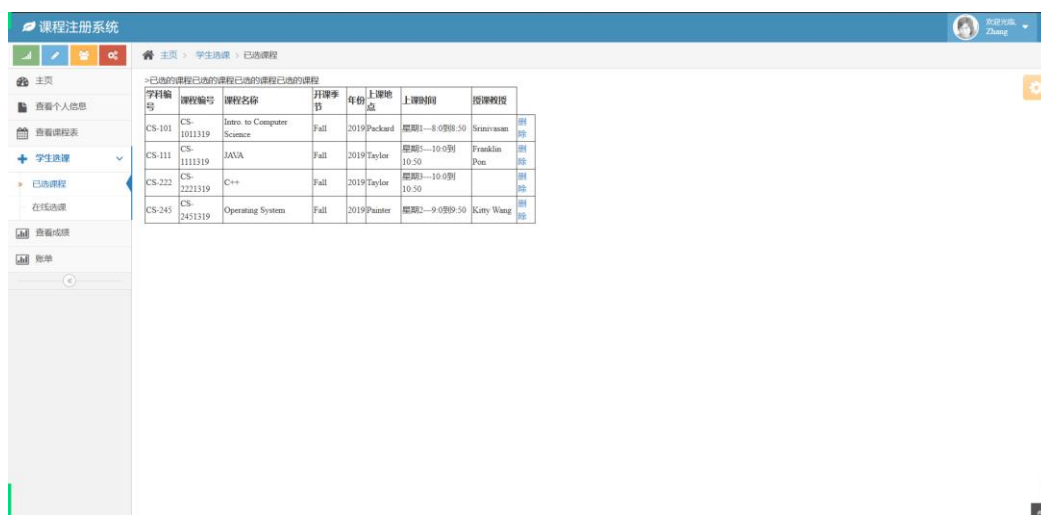 课程注册系统
欢迎光临,
Zhang
主页 > 学生选课 > 已选课程
主页
查看个人信息
查看课程表
学生选课
已选课程
在线选课
查看成绩
账单
>已选的课程已选的课程已选的课程已选的课程
学科编号 课程编号 课程名称 开课季节 年份 上课地点 上课时间 授课教授
CS-101 CS-1011319 Intro. to Computer Science Fall 2019 Packard 星期1—8:0到8:50 Srinivasan 删除
CS-111 CS-1111319 JAVA Fall 2019 Taylor 星期5—10:0到10:50 Franklin Pon 删除
CS-222 CS-2221319 C++ Fall 2019 Taylor 星期3—10:0到10:50 删除
CS-245 CS-2451319 Operating System Fall 2019 Painter 星期2—9:0到9:50 Kitty Wang 删除